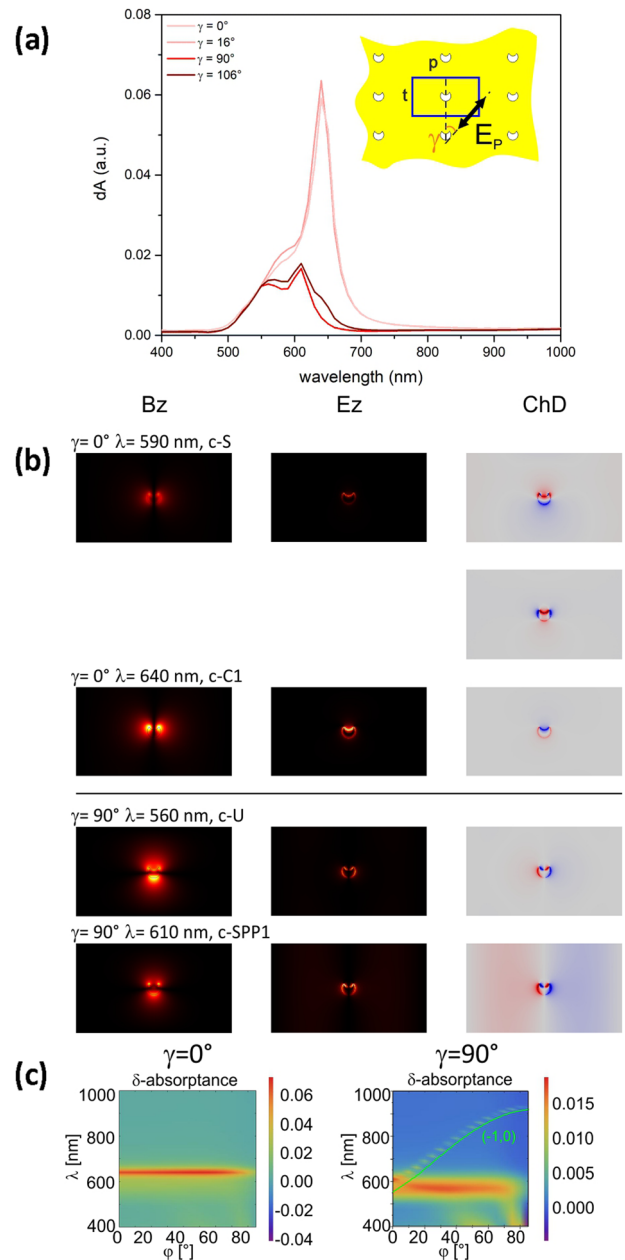 (a)
γ = 0°
γ = 16°
γ = 90°
γ = 106°
p
t
γ
E_P
dA (a.u.)
0.08
0.06
0.04
0.02
0.00
400 500 600 700 800 900 1000
wavelength (nm)
Bz Ez ChD
(b)
γ= 0° λ= 590 nm, c-S
γ= 0° λ= 640 nm, c-C1
γ= 90° λ= 560 nm, c-U
γ= 90° λ= 610 nm, c-SPP1
(c)
γ=0° γ=90°
δ-absorptance δ-absorptance
λ [nm]
1000
800
600
400
0 20 40 60 80
φ [°]
0.06
0.04
0.02
0.00
-0.02
-0.04
λ [nm]
1000
800
600
400
0 20 40 60 80
φ [°]
(-1,0)
0.015
0.010
0.005
0.000